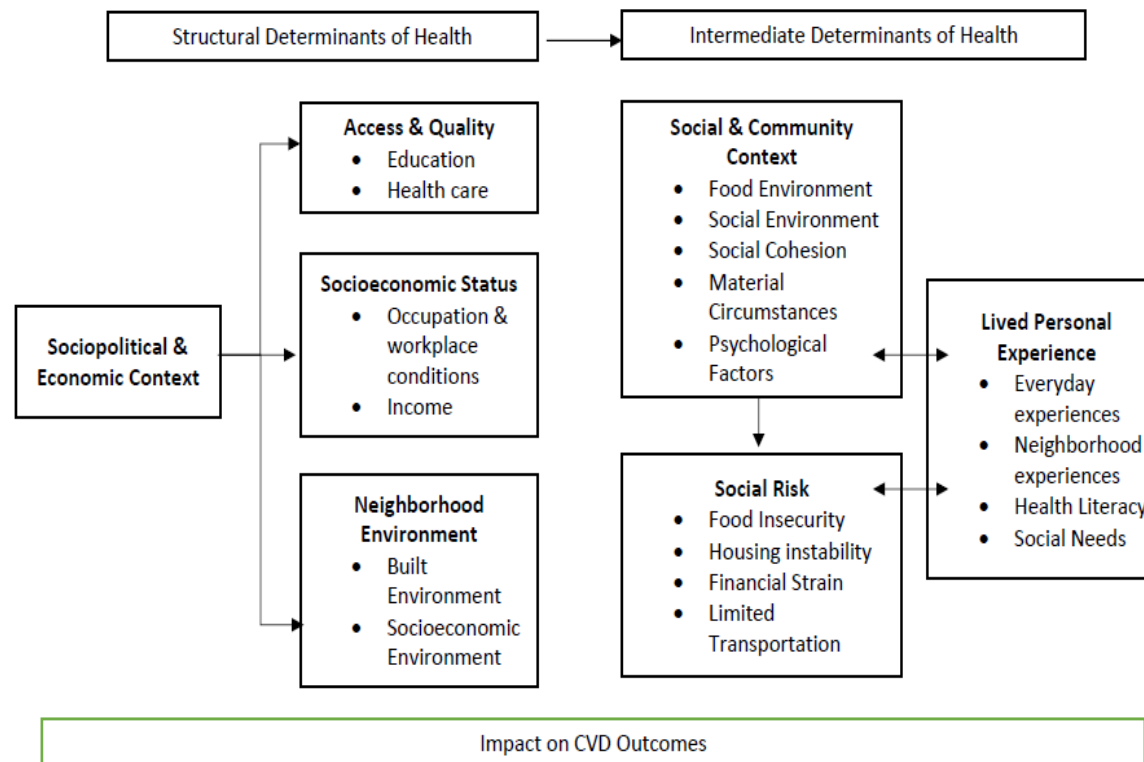 Structural Determinants of Health
Intermediate Determinants of Health
Sociopolitical &
Economic Context
Access & Quality
• Education
• Health care
Socioeconomic Status
• Occupation &
workplace
conditions
• Income
Neighborhood
Environment
• Built
Environment
• Socioeconomic
Environment
Social & Community
Context
• Food Environment
• Social Environment
• Social Cohesion
• Material
Circumstances
• Psychological
Factors
Social Risk
• Food Insecurity
• Housing instability
• Financial Strain
• Limited
Transportation
Lived Personal
Experience
• Everyday
experiences
• Neighborhood
experiences
• Health Literacy
• Social Needs
Impact on CVD Outcomes